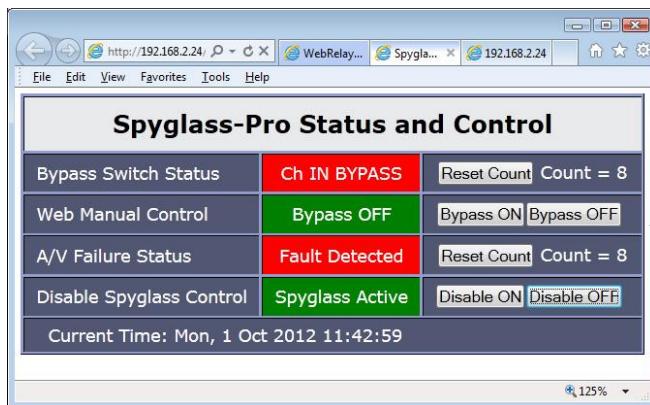 http://192.168.2.24/
WebRelay...
Spygla...
192.168.2.24
File Edit View Favorites Tools Help
Spyglass-Pro Status and Control
Bypass Switch Status Ch IN BYPASS Reset Count Count = 8
Web Manual Control Bypass OFF Bypass ON Bypass OFF
A/V Failure Status Fault Detected Reset Count Count = 8
Disable Spyglass Control Spyglass Active Disable ON Disable OFF
Current Time: Mon, 1 Oct 2012 11:42:59
125%